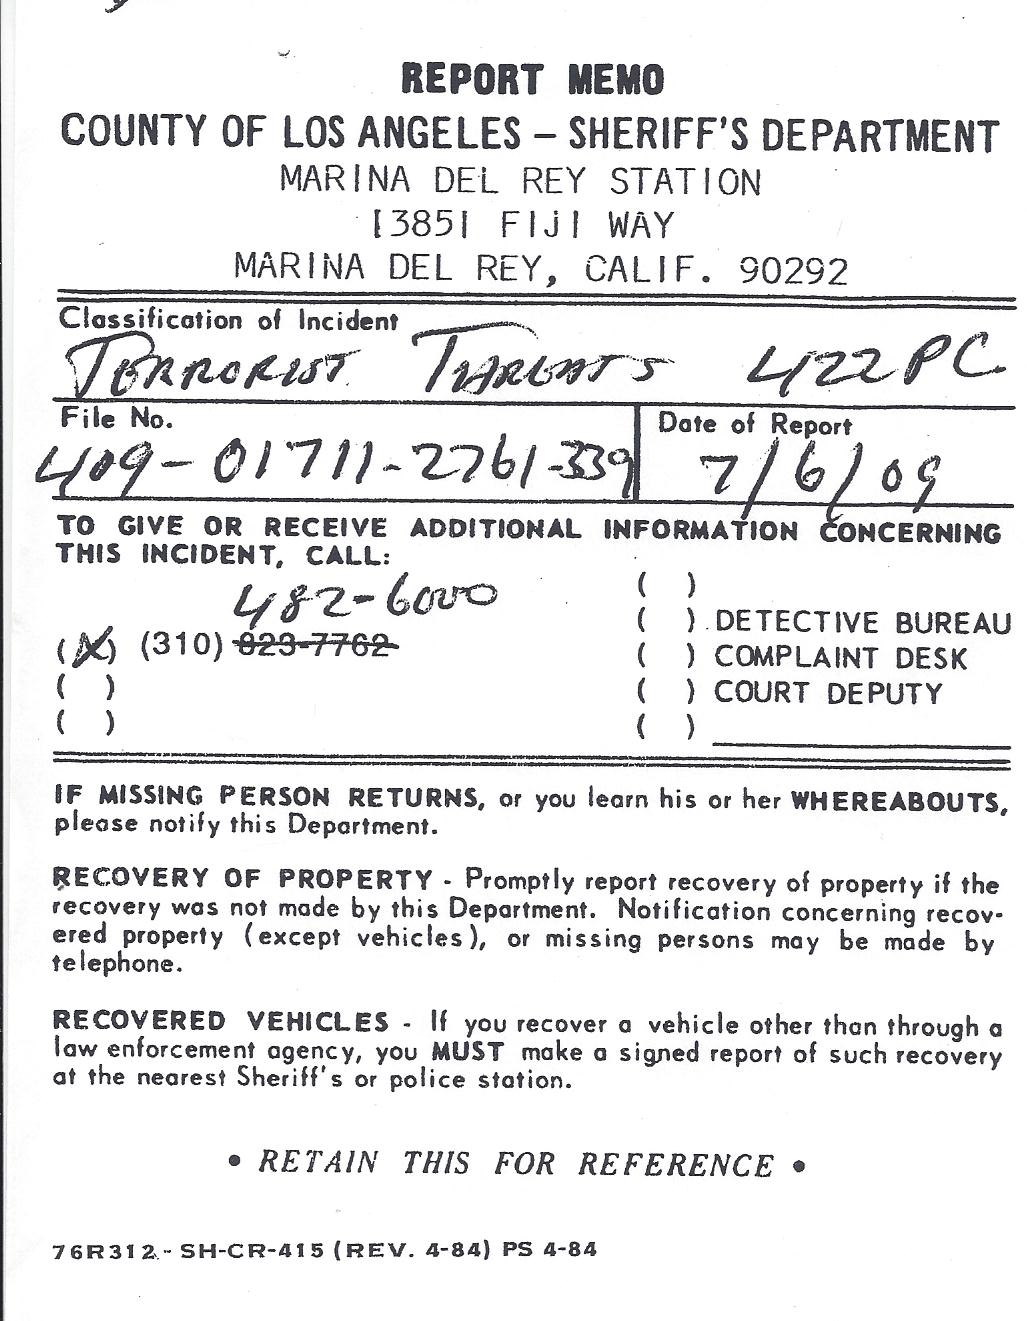 REPORT MEMO
COUNTY OF LOS ANGELES – SHERIFF'S DEPARTMENT
MARINA DEL REY STATION
13851 FIJI WAY
MARINA DEL REY, CALIF. 90292
Classification of Incident
TERRORIST THREATS 422 PC.
File No.
409-01711-2761-339
Date of Report
7/6/09
TO GIVE OR RECEIVE ADDITIONAL INFORMATION CONCERNING
THIS INCIDENT, CALL:
482-6000
(X) (310) 823-7762
( )
( )
( )
( ) DETECTIVE BUREAU
( ) COMPLAINT DESK
( ) COURT DEPUTY
( )
IF MISSING PERSON RETURNS, or you learn his or her WHEREABOUTS,
please notify this Department.
RECOVERY OF PROPERTY - Promptly report recovery of property if the
recovery was not made by this Department. Notification concerning recov-
ered property (except vehicles), or missing persons may be made by
telephone.
RECOVERED VEHICLES - If you recover a vehicle other than through a
law enforcement agency, you MUST make a signed report of such recovery
at the nearest Sheriff's or police station.
• RETAIN THIS FOR REFERENCE •
76R312 - SH-CR-415 (REV. 4-84) PS 4-84